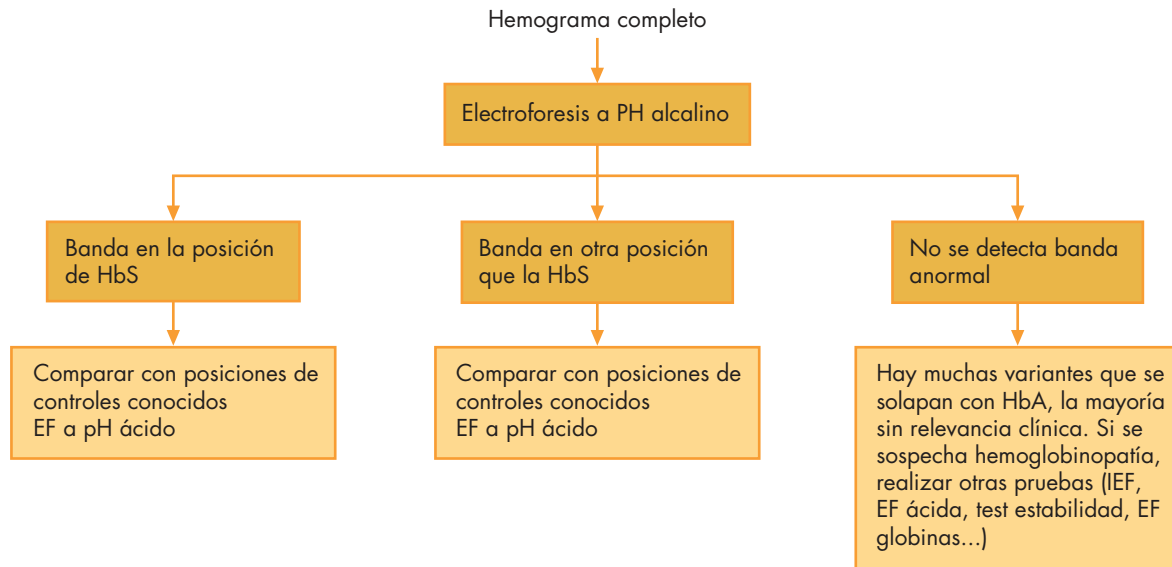 Hemograma completo
Electroforesis a PH alcalino
Banda en la posición
de HbS
Banda en otra posición
que la HbS
No se detecta banda
anormal
Comparar con posiciones de
controles conocidos
EF a pH ácido
Comparar con posiciones de
controles conocidos
EF a pH ácido
Hay muchas variantes que se
solapan con HbA, la mayoría
sin relevancia clínica. Si se
sospecha hemoglobinopatía,
realizar otras pruebas (IEF,
EF ácida, test estabilidad, EF
globinas...)